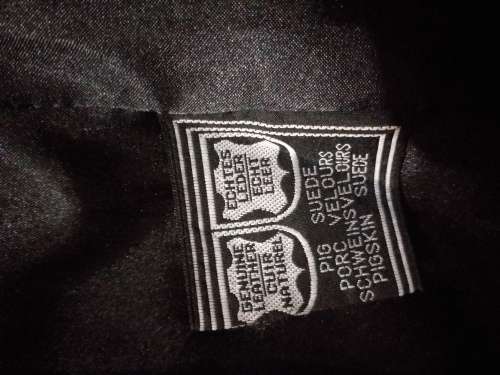 GENUINE
LEATHER
CUIR
NATUREL
ECHTES
LEDER
ECHT
LEER
PIG SUEDE
PORC VELOURS
SCHWEINSVELOURS
PIGSKIN SUEDE